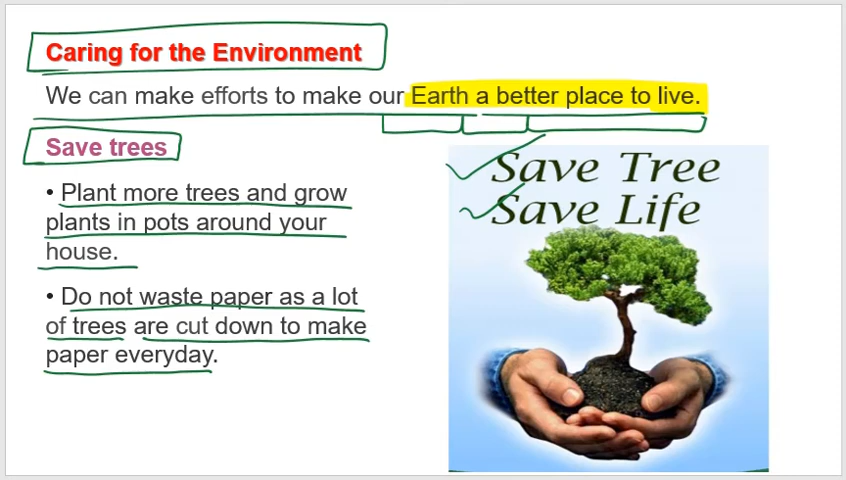 Caring for the Environment
We can make efforts to make our Earth a better place to live.
Save trees
• Plant more trees and grow
plants in pots around your
house.
• Do not waste paper as a lot
of trees are cut down to make
paper everyday.
Save Tree
Save Life